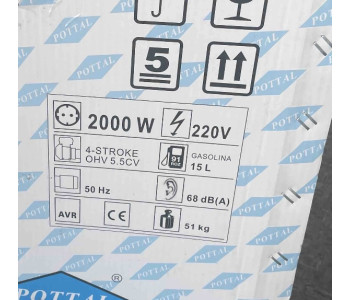 POTTAL
5
2000 W
220V
4-STROKE
OHV 5.5CV
91
GASOLINA
15 L
50 Hz
68 dB(A)
AVR
CE
51 kg
POTTAL
®